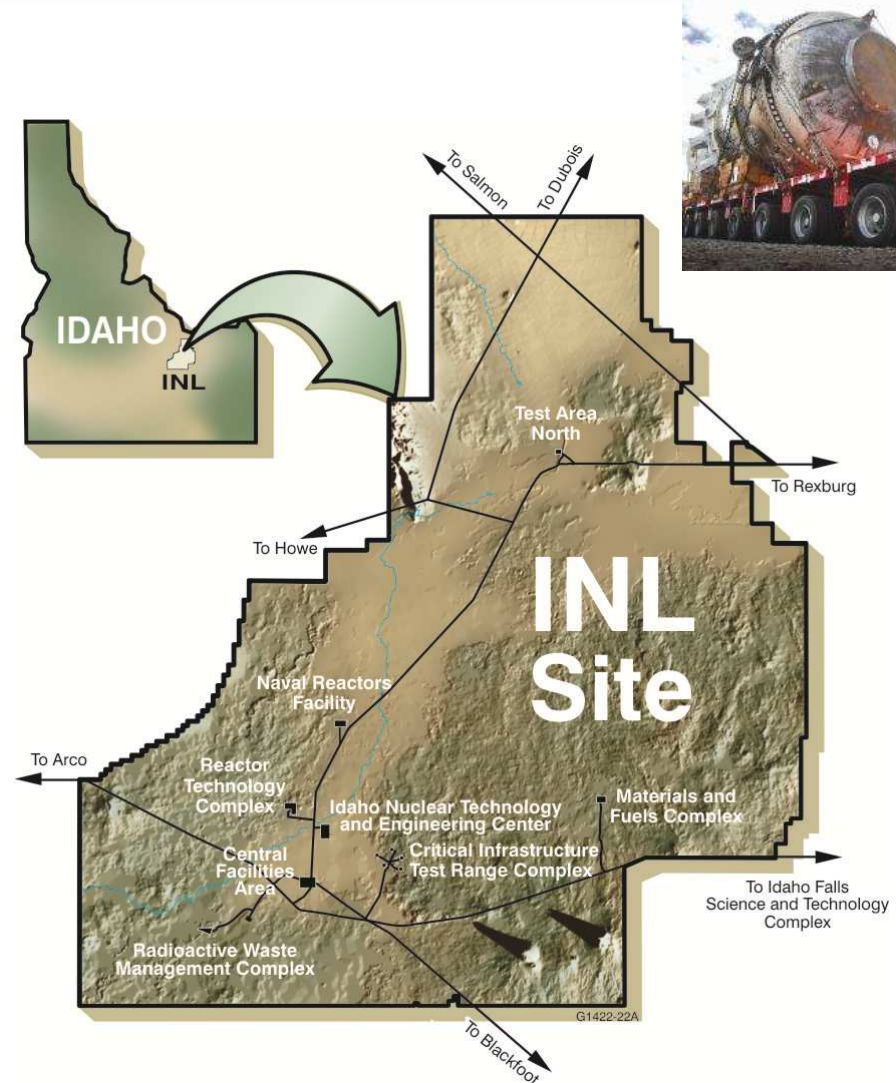 To Salmon
To Dubois
IDAHO
INL
Test Area
North
To Rexburg
To Howe
INL
Site
Naval Reactors
Facility
To Arco
Reactor
Technology
Complex
Idaho Nuclear Technology
and Engineering Center
Materials and
Fuels Complex
Central
Facilities
Area
Critical Infrastructure
Test Range Complex
To Idaho Falls
Science and Technology
Complex
Radioactive Waste
Management Complex
G1422-22A
To Blackfoot